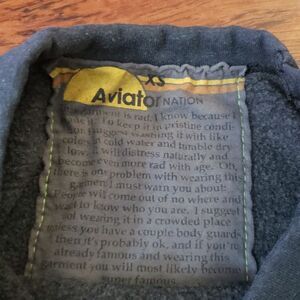 XS
Aviator NATION
garment is rad. I know because I
made it. To keep it in pristine condi-
tion I suggest washing it with like
colors in cold water and tumble dry
low. It will distress naturally and
become even more rad with age. Oh,
there is one problem with wearing this
garment I must warn you about:
People will come out of no where and
want to know who you are. I suggest
not wearing it in a crowded place
unless you have a couple body guards
then it's probably ok, and if you're
already famous and wearing this
garment you will most likely become
super famous.